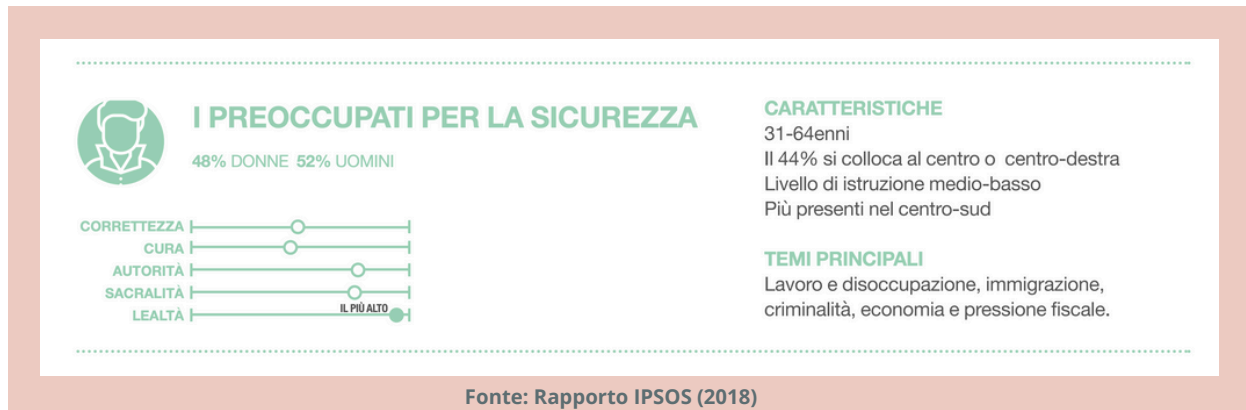 I PREOCCUPATI PER LA SICUREZZA
48% DONNE 52% UOMINI
CORRETTEZZA
CURA
AUTORITÀ
SACRALITÀ
IL PIÙ ALTO
LEALTÀ
CARATTERISTICHE
31-64enni
Il 44% si colloca al centro o centro-destra
Livello di istruzione medio-basso
Più presenti nel centro-sud
TEMI PRINCIPALI
Lavoro e disoccupazione, immigrazione,
criminalità, economia e pressione fiscale.
Fonte: Rapporto IPSOS (2018)